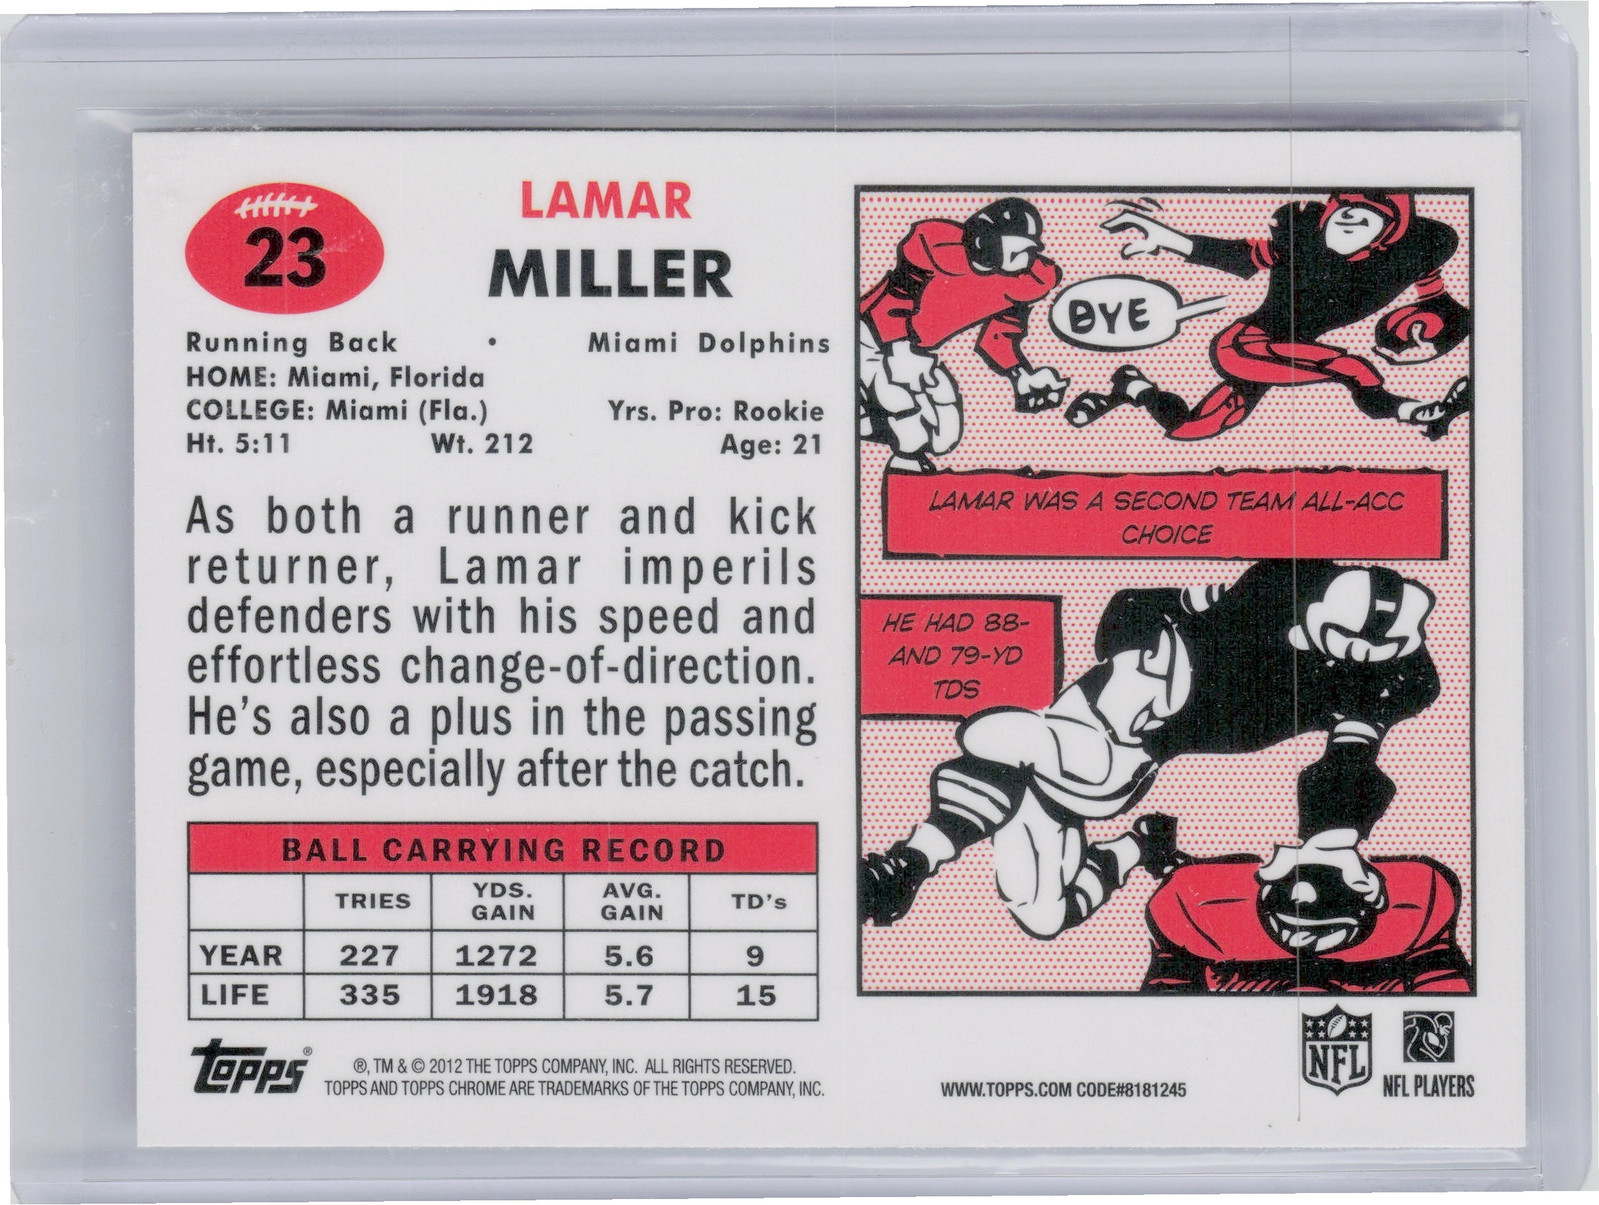 23
LAMAR
MILLER
Running Back • Miami Dolphins
HOME: Miami, Florida
COLLEGE: Miami (Fla.) Yrs. Pro: Rookie
Ht. 5:11 Wt. 212 Age: 21
As both a runner and kick
returner, Lamar imperils
defenders with his speed and
effortless change-of-direction.
He's also a plus in the passing
game, especially after the catch.
BALL CARRYING RECORD
TRIES YDS. GAIN AVG. GAIN TD's
YEAR 227 1272 5.6 9
LIFE 335 1918 5.7 15
TOPPS® ®, TM & © 2012 THE TOPPS COMPANY, INC. ALL RIGHTS RESERVED.
TOPPS AND TOPPS CHROME ARE TRADEMARKS OF THE TOPPS COMPANY, INC.
BYE
LAMAR WAS A SECOND TEAM ALL-ACC
CHOICE
HE HAD 88-
AND 79-YD
TDS
WWW.TOPPS.COM CODE#8181245
NFL
NFL PLAYERS